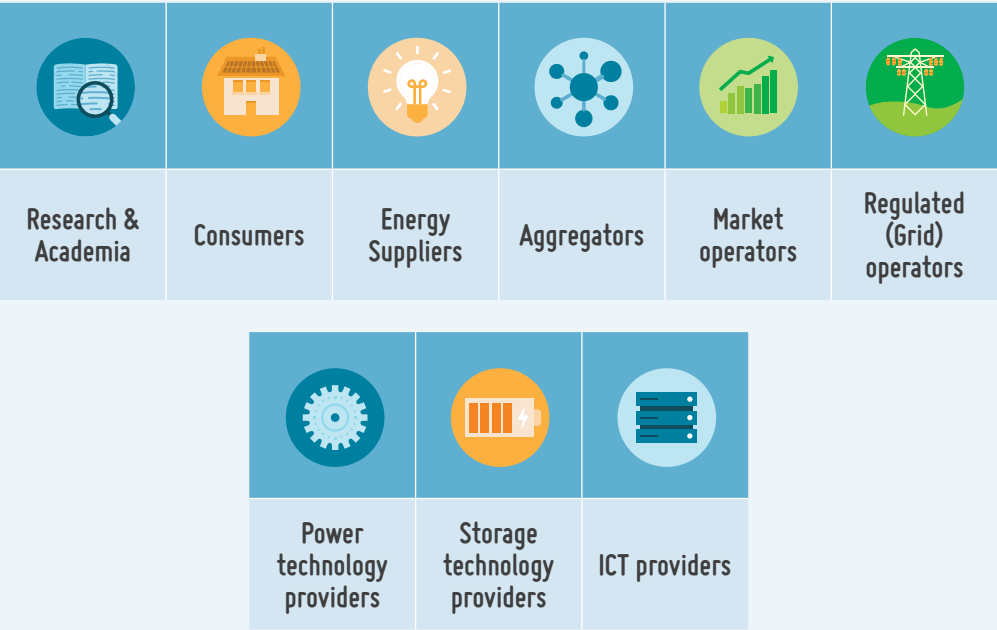 Research &
Academia
Consumers
Energy
Suppliers
Aggregators
Market
operators
Regulated
(Grid)
operators
Power
technology
providers
Storage
technology
providers
ICT providers